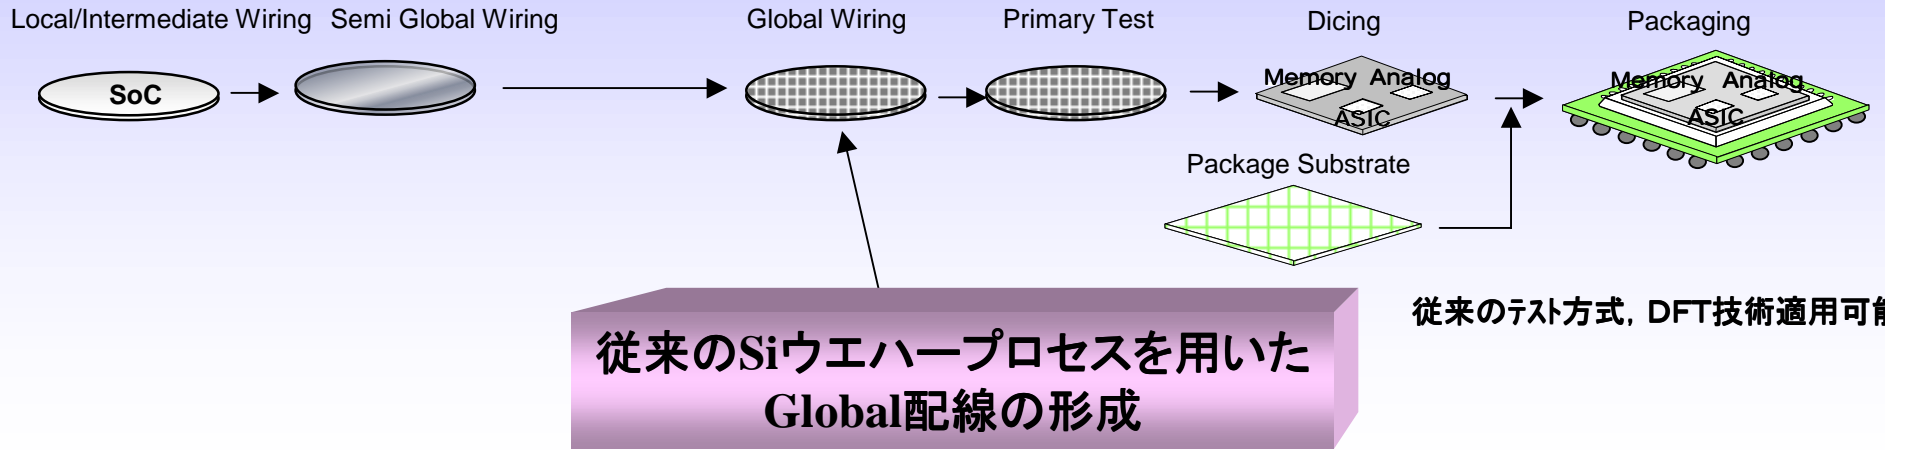 Local/Intermediate Wiring Semi Global Wiring Global Wiring Primary Test Dicing Packaging
SoC
Memory Analog
ASIC
Memory Analog
ASIC
Package Substrate
従来のﾃｽﾄ方式, DFT技術適用可
従来のSiウエハープロセスを用いた
Global配線の形成